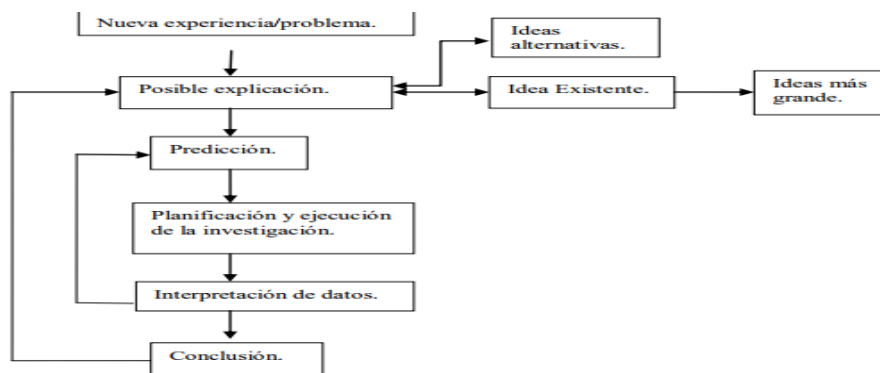 Nueva experiencia/problema.
Ideas
alternativas.
Posible explicación.
Idea Existente.
Ideas más
grande.
Predicción.
Planificación y ejecución
de la investigación.
Interpretación de datos.
Conclusión.